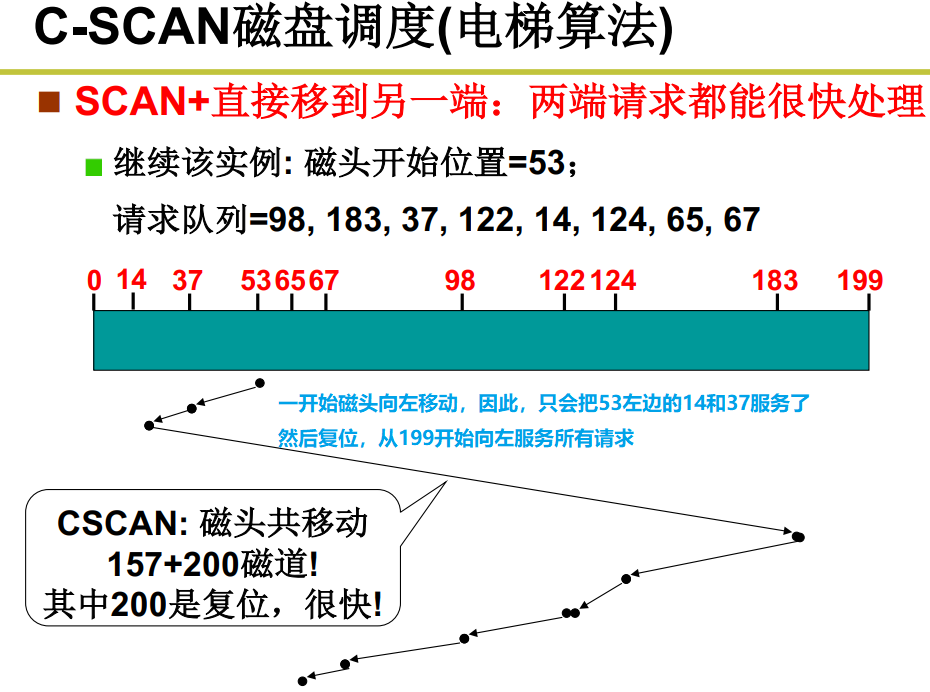 C-SCAN磁盘调度(电梯算法)
SCAN+直接移到另一端：两端请求都能很快处理
继续该实例: 磁头开始位置=53；
请求队列=98, 183, 37, 122, 14, 124, 65, 67
0 14 37 53 65 67 98 122 124 183 199
一开始磁头向左移动，因此，只会把53左边的14和37服务了
然后复位，从199开始向左服务所有请求
CSCAN: 磁头共移动
157+200磁道!
其中200是复位，很快!